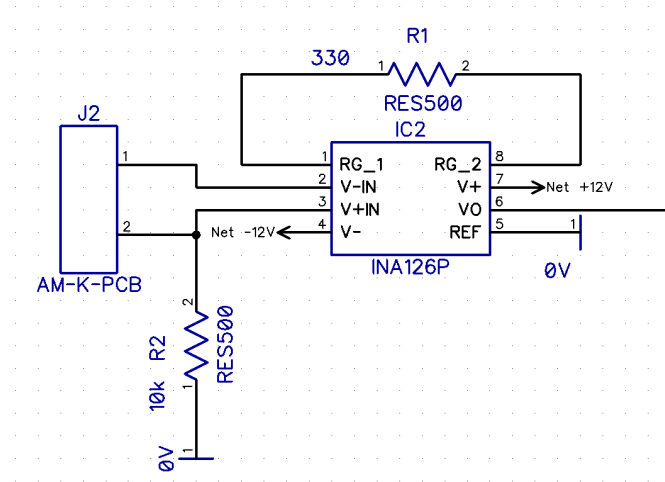 R1
330
1
2
RES500
J2
IC2
1
1
RG_1
RG_2
8
2
V-IN
V+
7
Net +12V
3
V+IN
VO
6
2
Net -12V
4
V-
REF
5
1
AM-K-PCB
INA126P
0V
2
R2
10k
RES500
1
0V
1